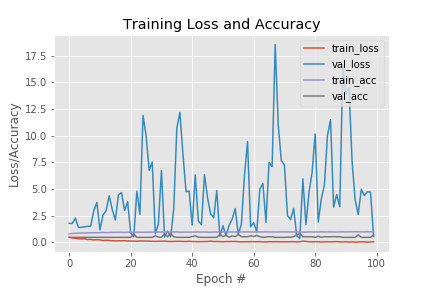 Training Loss and Accuracy
train_loss
val_loss
train_acc
val_acc
17.5
15.0
12.5
10.0
7.5
5.0
2.5
0.0
Loss/Accuracy
0
20
40
60
80
100
Epoch #